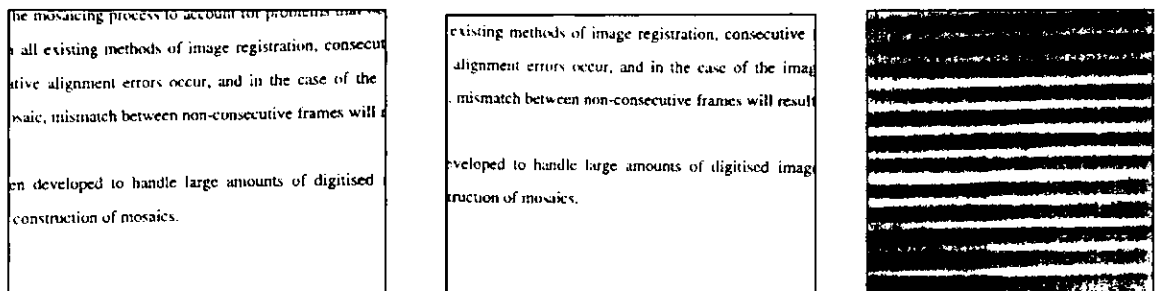 he mosaicing process to account for problems that
all existing methods of image registration, consecut
ative alignment errors occur, and in the case of the
osaic, mismatch between non-consecutive frames will
en developed to handle large amounts of digitised
construction of mosaics.
existing methods of image registration, consecutive
alignment errors occur, and in the case of the imag
mismatch between non-consecutive frames will result
eveloped to handle large amounts of digitised imag
truction of mosaics.